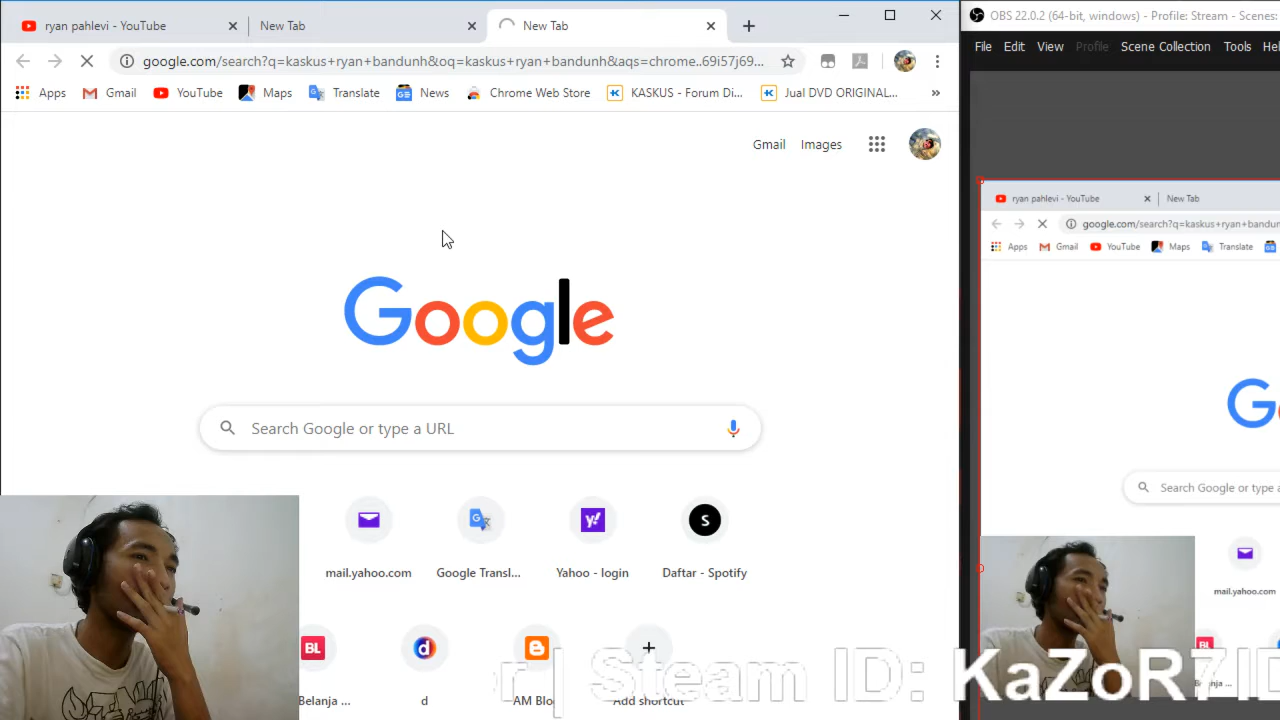 ryan pahlevi - YouTube
New Tab
New Tab
google.com/search?q=kaskus+ryan+bandunh&oq=kaskus+ryan+bandunh&aqs=chrome..69i57j69...
Apps
Gmail
YouTube
Maps
Translate
News
Chrome Web Store
KASKUS - Forum Di...
Jual DVD ORIGINAL...
»
Gmail
Images
Google
Search Google or type a URL
mail.yahoo.com
Google Transl...
Yahoo - login
Daftar - Spotify
BL
Belanja ...
d
d
Add shortcut
r | Steam ID: KaZoR7ID
OBS 22.0.2 (64-bit, windows) - Profile: Stream - Scenes:
File
Edit
View
Profile
Scene Collection
Tools
ryan pahlevi - YouTube
New Tab
google.com/search?q=kaskus+ryan+bandun
Apps
Gmail
YouTube
Maps
Translate
Search Google or type a
mail.yahoo.com